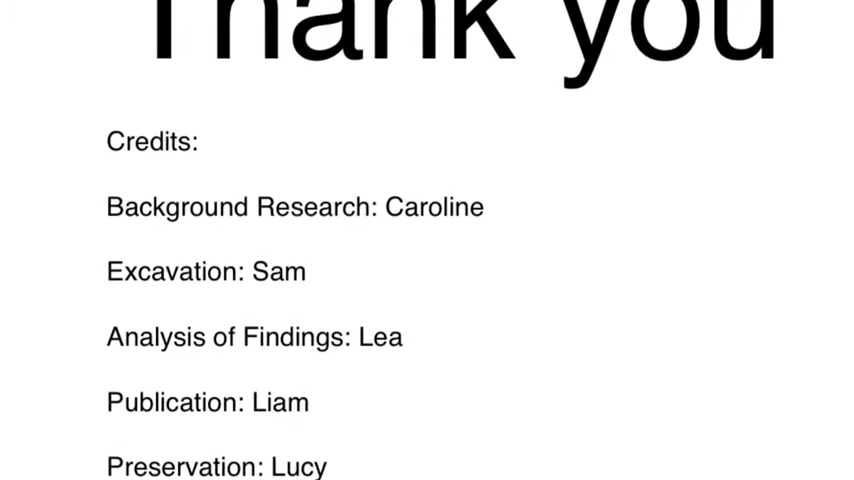 Thank you
Credits:
Background Research: Caroline
Excavation: Sam
Analysis of Findings: Lea
Publication: Liam
Preservation: Lucy